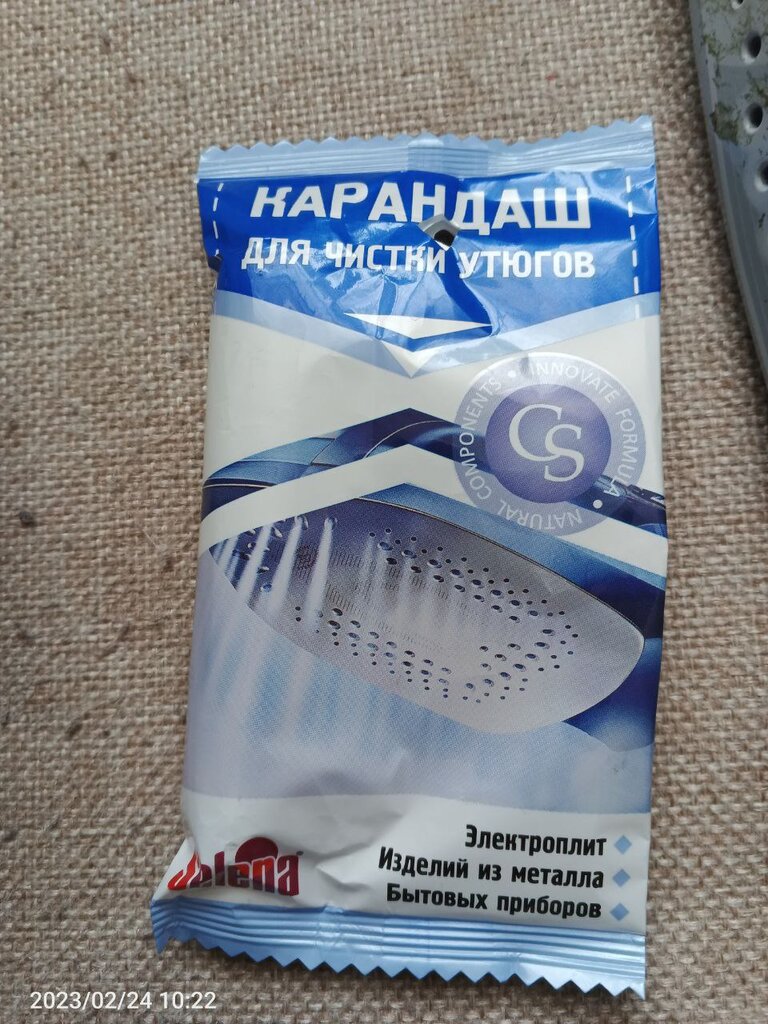 КАРАНДАШ
ДЛЯ ЧИСТКИ УТЮГОВ
INNOVATE FORMULA • NATURAL COMPONENTS •
CS
Электроплит
Изделий из металла
Бытовых приборов
Jelena
2023/02/24 10:22